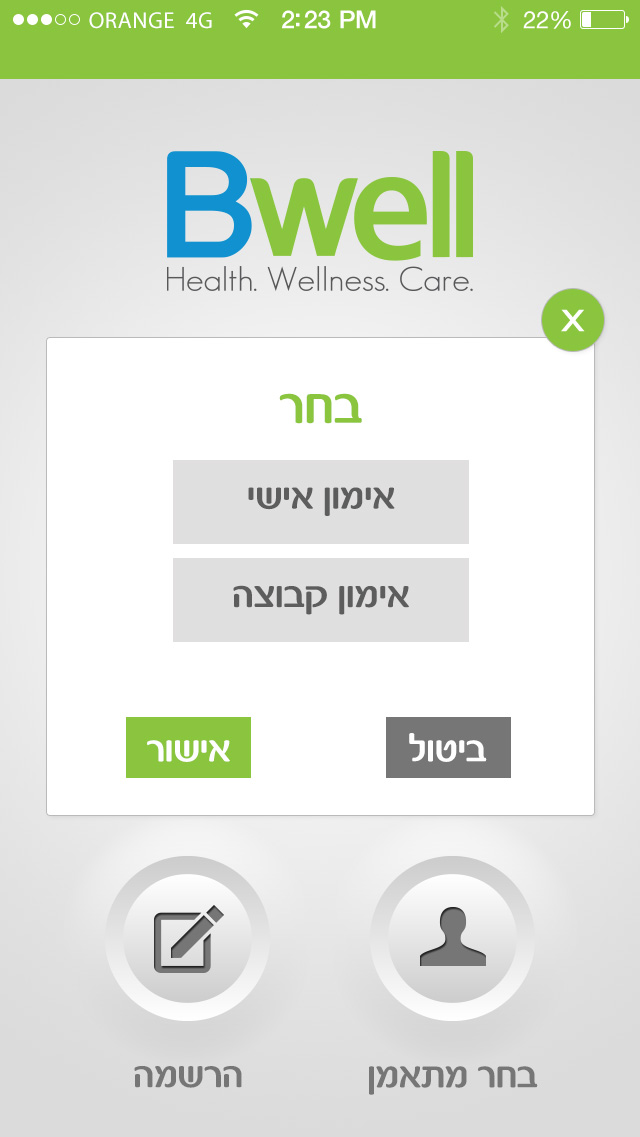 ORANGE 4G 2:23 PM 22%
Bwell
Health. Wellness. Care.
X
בחר
אימון אישי
אימון קבוצה
ביטול
אישור
בחר מתאמן
הרשמה